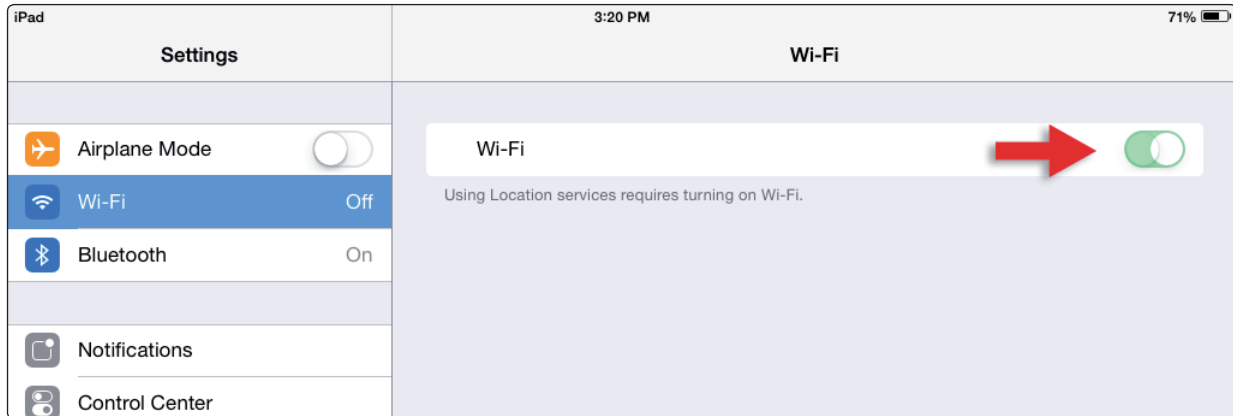 iPad 3:20 PM 71%
Settings
Wi-Fi
Airplane Mode
Wi-Fi Off
Bluetooth On
Notifications
Control Center
Wi-Fi
Using Location services requires turning on Wi-Fi.